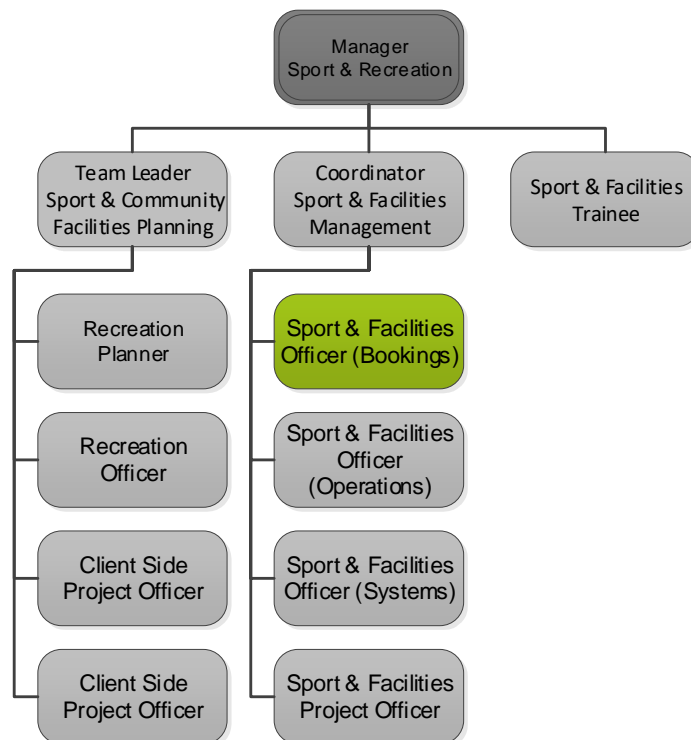 Manager
Sport & Recreation
Team Leader
Sport & Community
Facilities Planning
Coordinator
Sport & Facilities
Management
Sport & Facilities
Trainee
Recreation
Planner
Recreation
Officer
Client Side
Project Officer
Client Side
Project Officer
Sport & Facilities
Officer (Bookings)
Sport & Facilities
Officer
(Operations)
Sport & Facilities
Officer (Systems)
Sport & Facilities
Project Officer